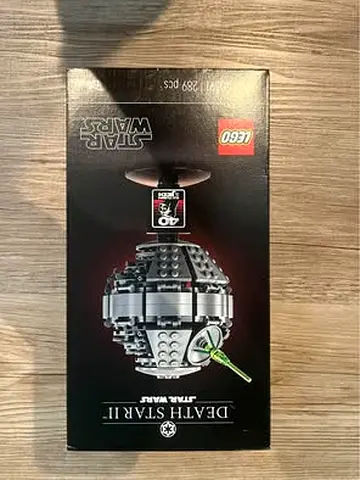 STAR WARS
DEATH STAR II
40
LEGO
STAR
WARS
289 pcs